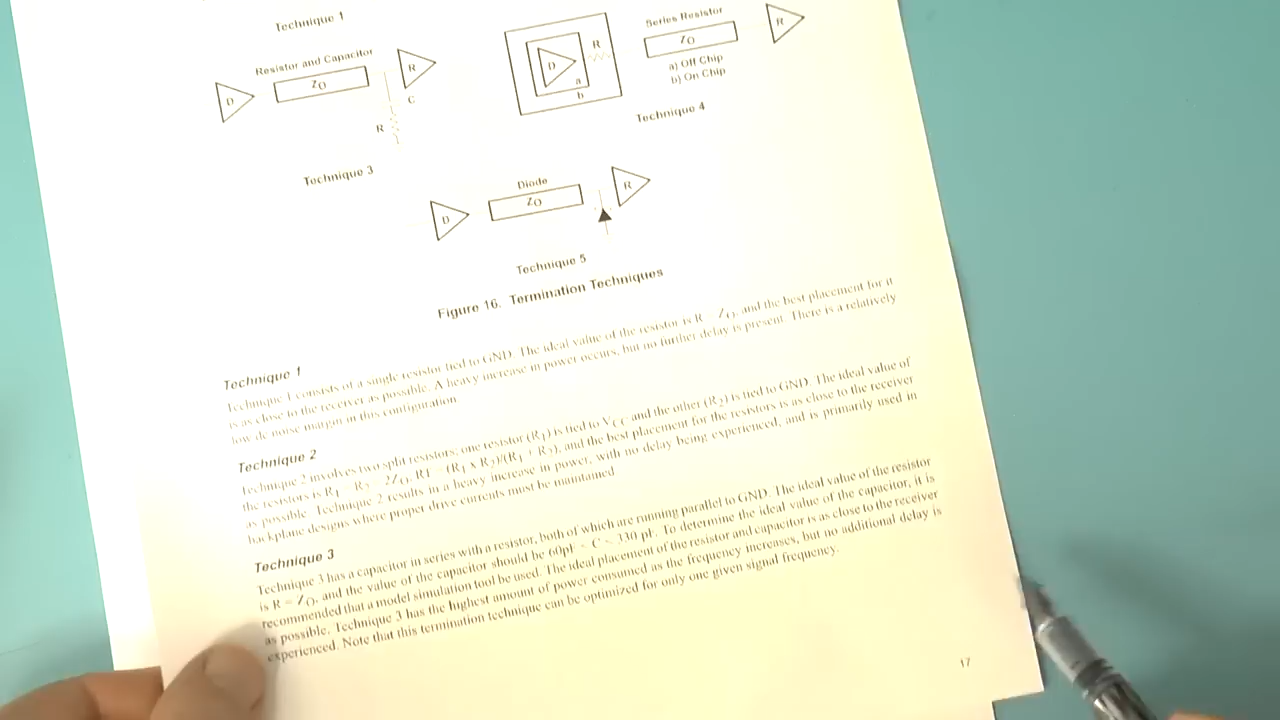 Technique 1
Resistor and Capacitor
D
ZO
R
C
R
Technique 3
D
R
a
b
Series Resistor
ZO
R
a) Off Chip
b) On Chip
Technique 4
Diode
D
ZO
R
Technique 5
Figure 16. Termination Techniques
Technique 1
Technique 1 consists of a single resistor tied to GND. The ideal value of the resistor is R = ZO, and the best placement for it
is as close to the receiver as possible. A heavy increase in power occurs, but no further delay is present. There is a relatively
low dc noise margin in this configuration.
Technique 2
Technique 2 involves two split resistors, one resistor (R1) is tied to VCC and the other (R2) is tied to GND. The ideal value of
the resistors is R1 = R2 = 2ZO, RT = (R1 x R2)/(R1 + R2), and the best placement for the resistors is as close to the receiver
as possible. Technique 2 results in a heavy increase in power, with no delay being experienced, and is primarily used in
backplane designs where proper drive currents must be maintained.
Technique 3
Technique 3 has a capacitor in series with a resistor, both of which are running parallel to GND. The ideal value of the resistor
is R = ZO, and the value of the capacitor should be 60pF < C < 330 pF. To determine the ideal value of the capacitor, it is
recommended that a model simulation tool be used. The ideal placement of the resistor and capacitor is as close to the receiver
as possible. Technique 3 has the highest amount of power consumed as the frequency increases, but no additional delay is
experienced. Note that this termination technique can be optimized for only one given signal frequency.
17